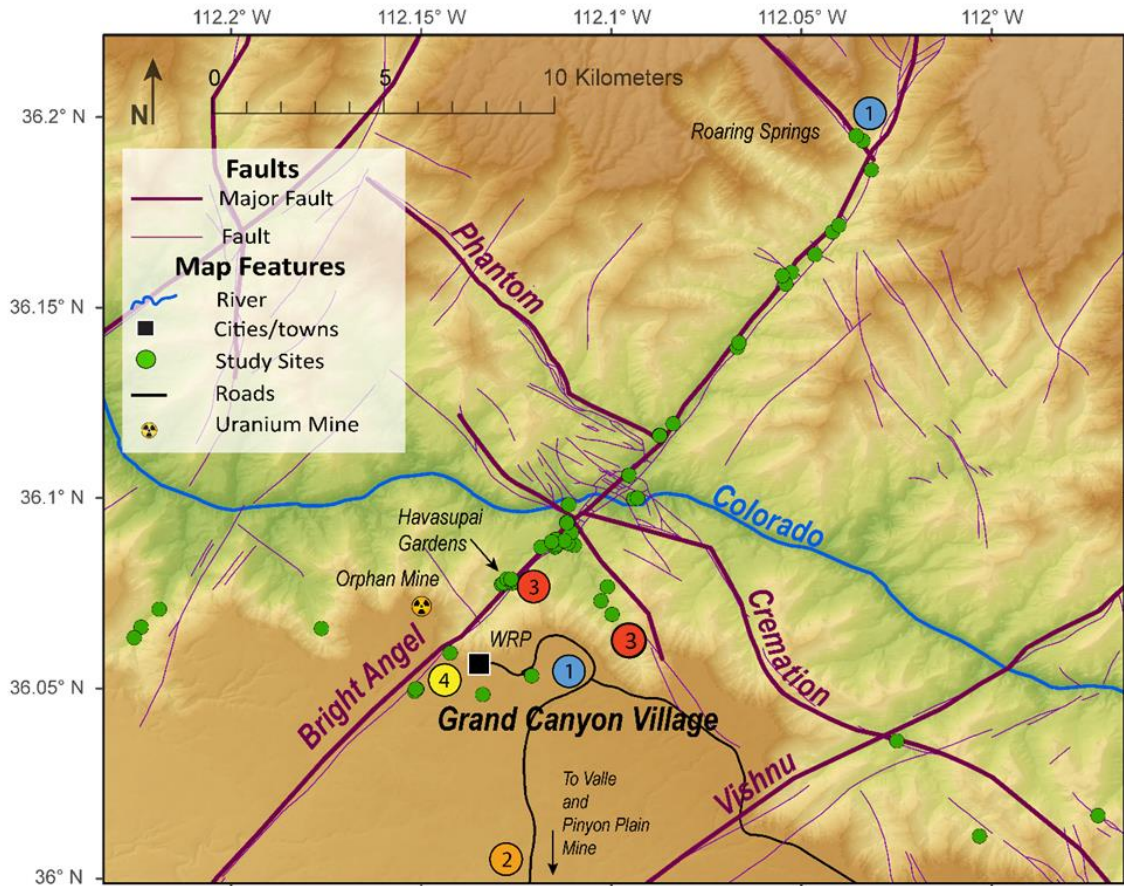 112.2° W
112.15° W
112.1° W
112.05° W
112° W
36.2° N
36.15° N
36.1° N
36.05° N
36° N
N
0
5
10 Kilometers
Faults
Major Fault
Fault
Map Features
River
Cities/towns
Study Sites
Roads
Uranium Mine
1
Roaring Springs
Phantom
Colorado
Havasupai
Gardens
Orphan Mine
3
3
Cremation
Bright Angel
WRP
4
1
Grand Canyon Village
Vishnu
To Valle
and
Pinyon Plain
Mine
2